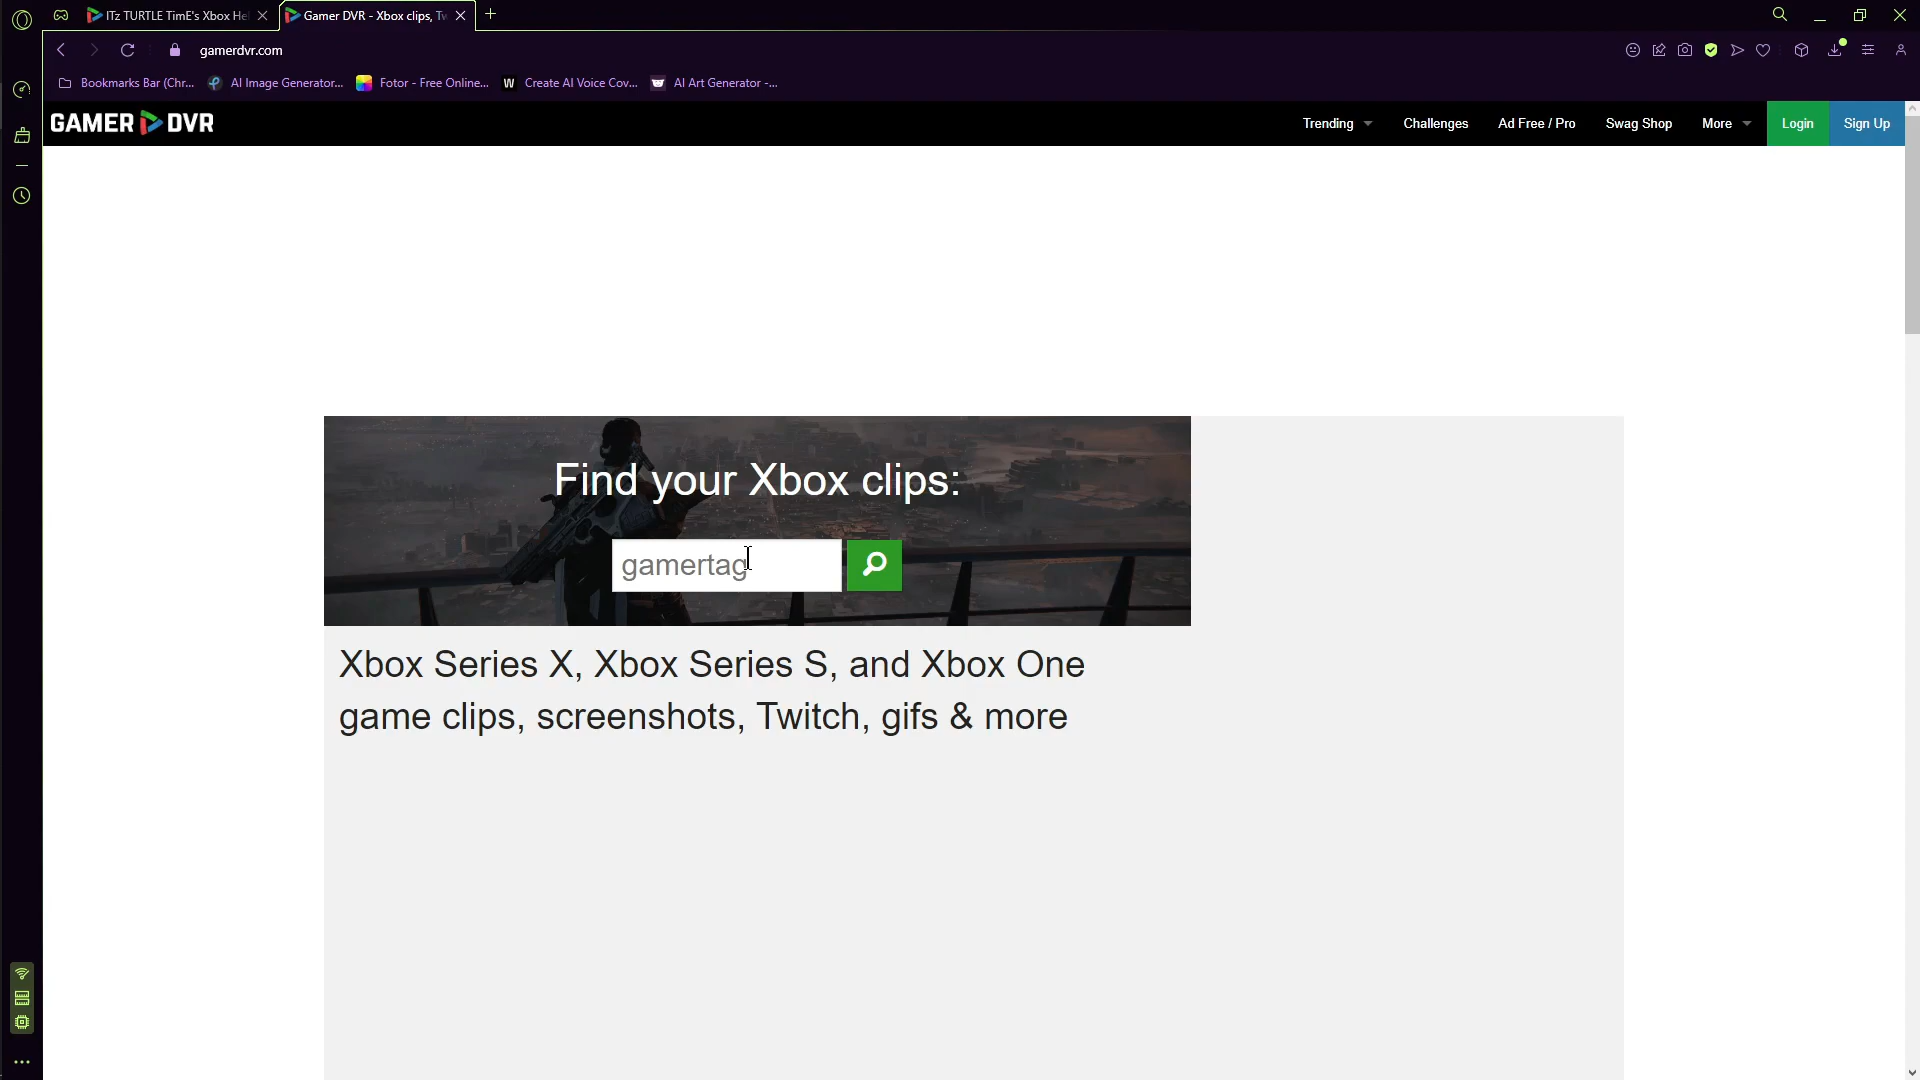 ITz TURTLE TimE's Xbox He
Gamer DVR - Xbox clips, Tw
gamerdvr.com
Bookmarks Bar (Chr...
AI Image Generator...
Fotor - Free Online...
W Create AI Voice Cov...
AI Art Generator -...
GAMER DVR
Trending
Challenges
Ad Free / Pro
Swag Shop
More
Login
Sign Up
Find your Xbox clips:
gamertag
Xbox Series X, Xbox Series S, and Xbox One
game clips, screenshots, Twitch, gifs & more